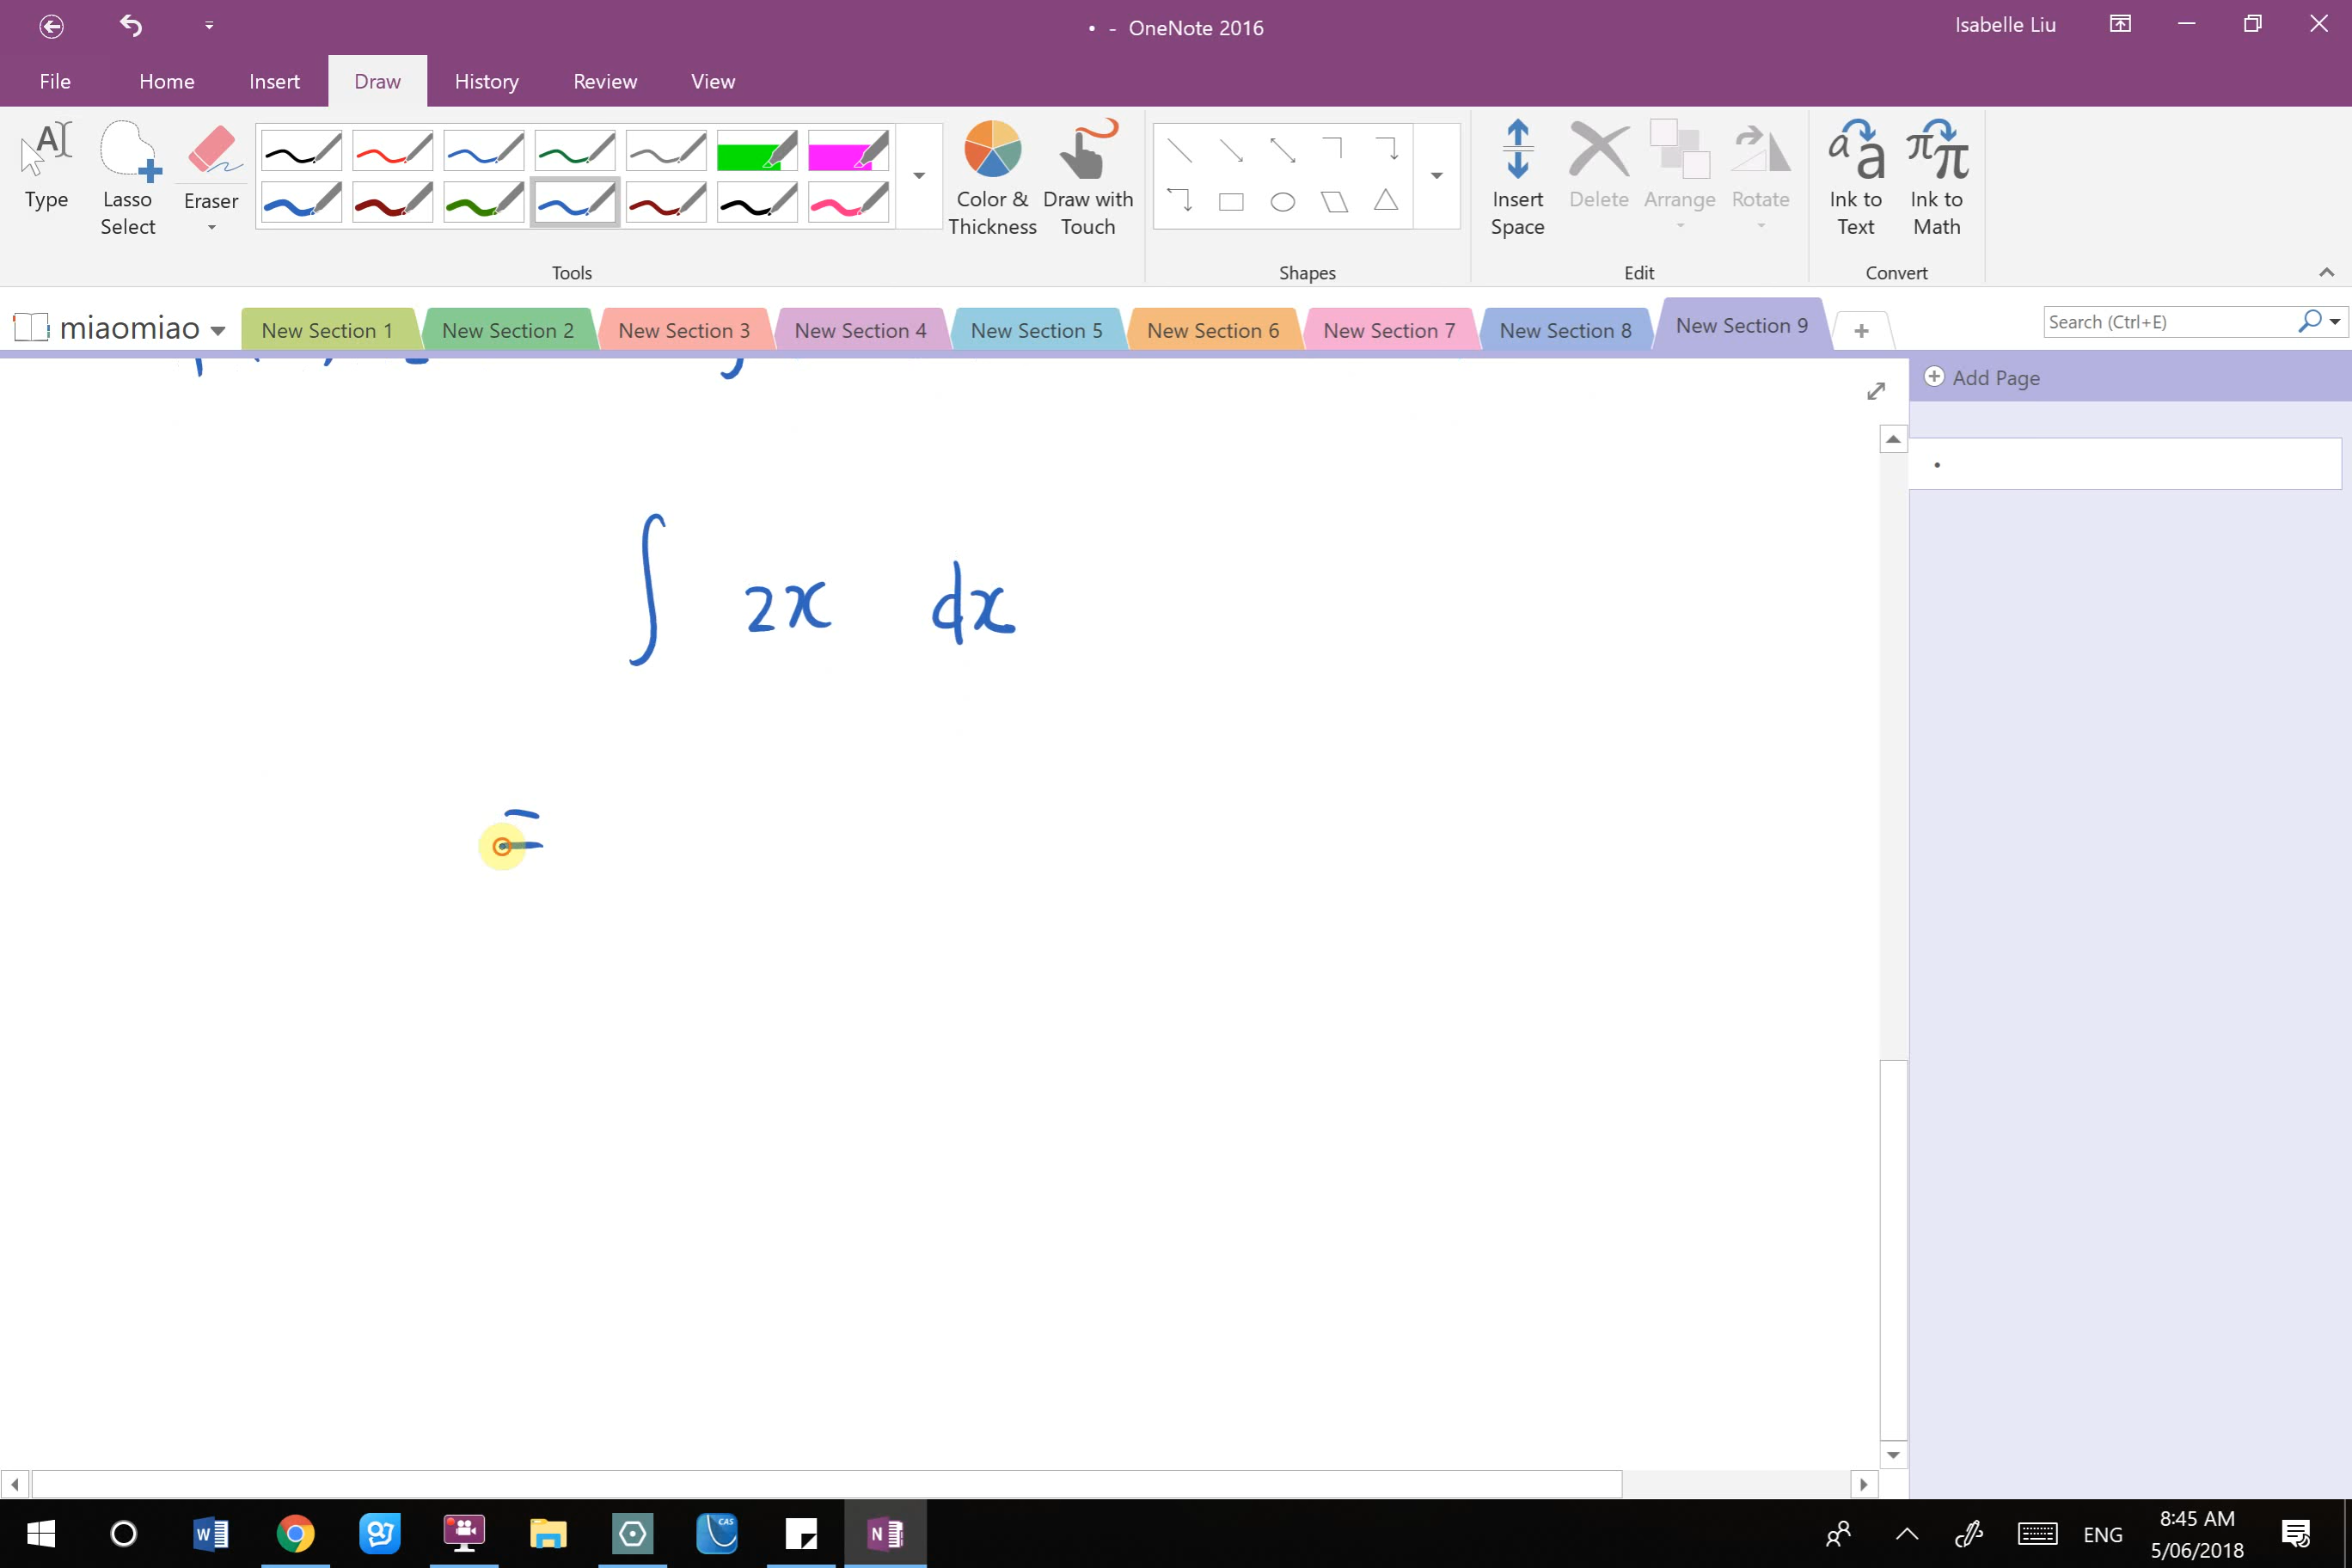 • - OneNote 2016
Isabelle Liu
File Home Insert Draw History Review View
Type
Lasso Select
Eraser
Color & Thickness
Draw with Touch
Insert Space
Delete
Arrange
Rotate
Ink to Text
Ink to Math
Tools
Shapes
Edit
Convert
miaomiao
New Section 1 New Section 2 New Section 3 New Section 4 New Section 5 New Section 6 New Section 7 New Section 8 New Section 9
Search (Ctrl+E)
Add Page
•
∫ 2x dx
=
CAS
ENG
8:45 AM
5/06/2018